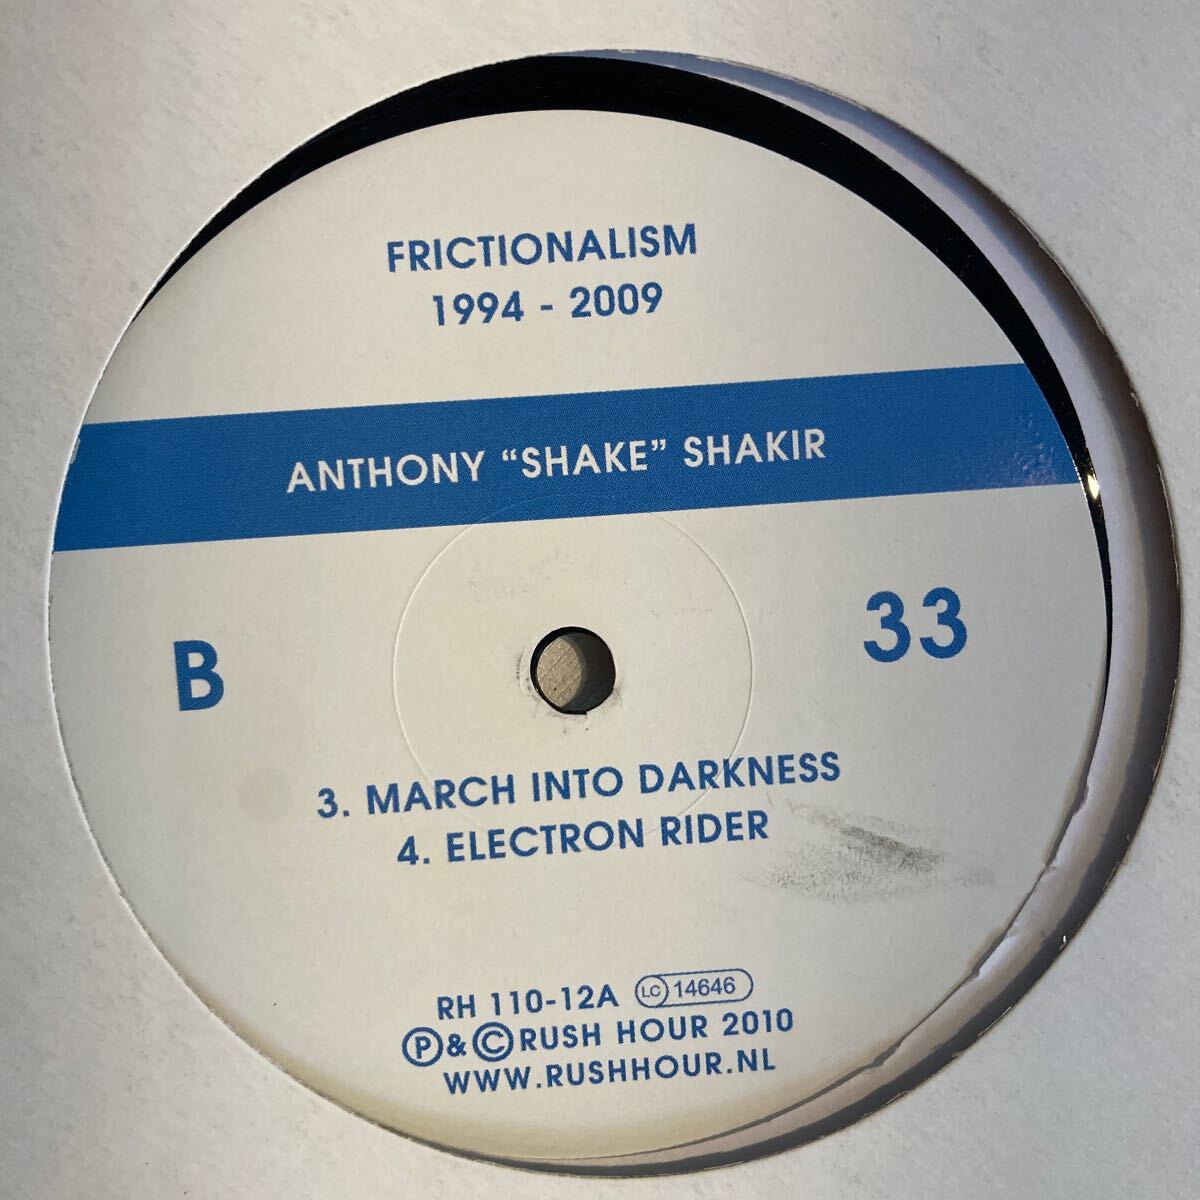 FRICTIONALISM
1994 - 2009
ANTHONY “SHAKE” SHAKIR
B
33
3. MARCH INTO DARKNESS
4. ELECTRON RIDER
RH 110-12A LC 14646
Ⓟ & © RUSH HOUR 2010
WWW.RUSHHOUR.NL